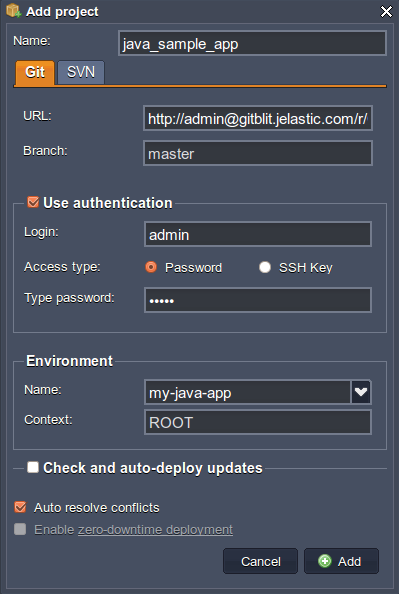 Add project
Name: java_sample_app
Git SVN
URL: http://admin@gitblit.jelastic.com/r/
Branch: master
Use authentication
Login: admin
Access type: Password SSH Key
Type password: •••••
Environment
Name: my-java-app
Context: ROOT
Check and auto-deploy updates
Auto resolve conflicts
Enable zero-downtime deployment
Cancel Add